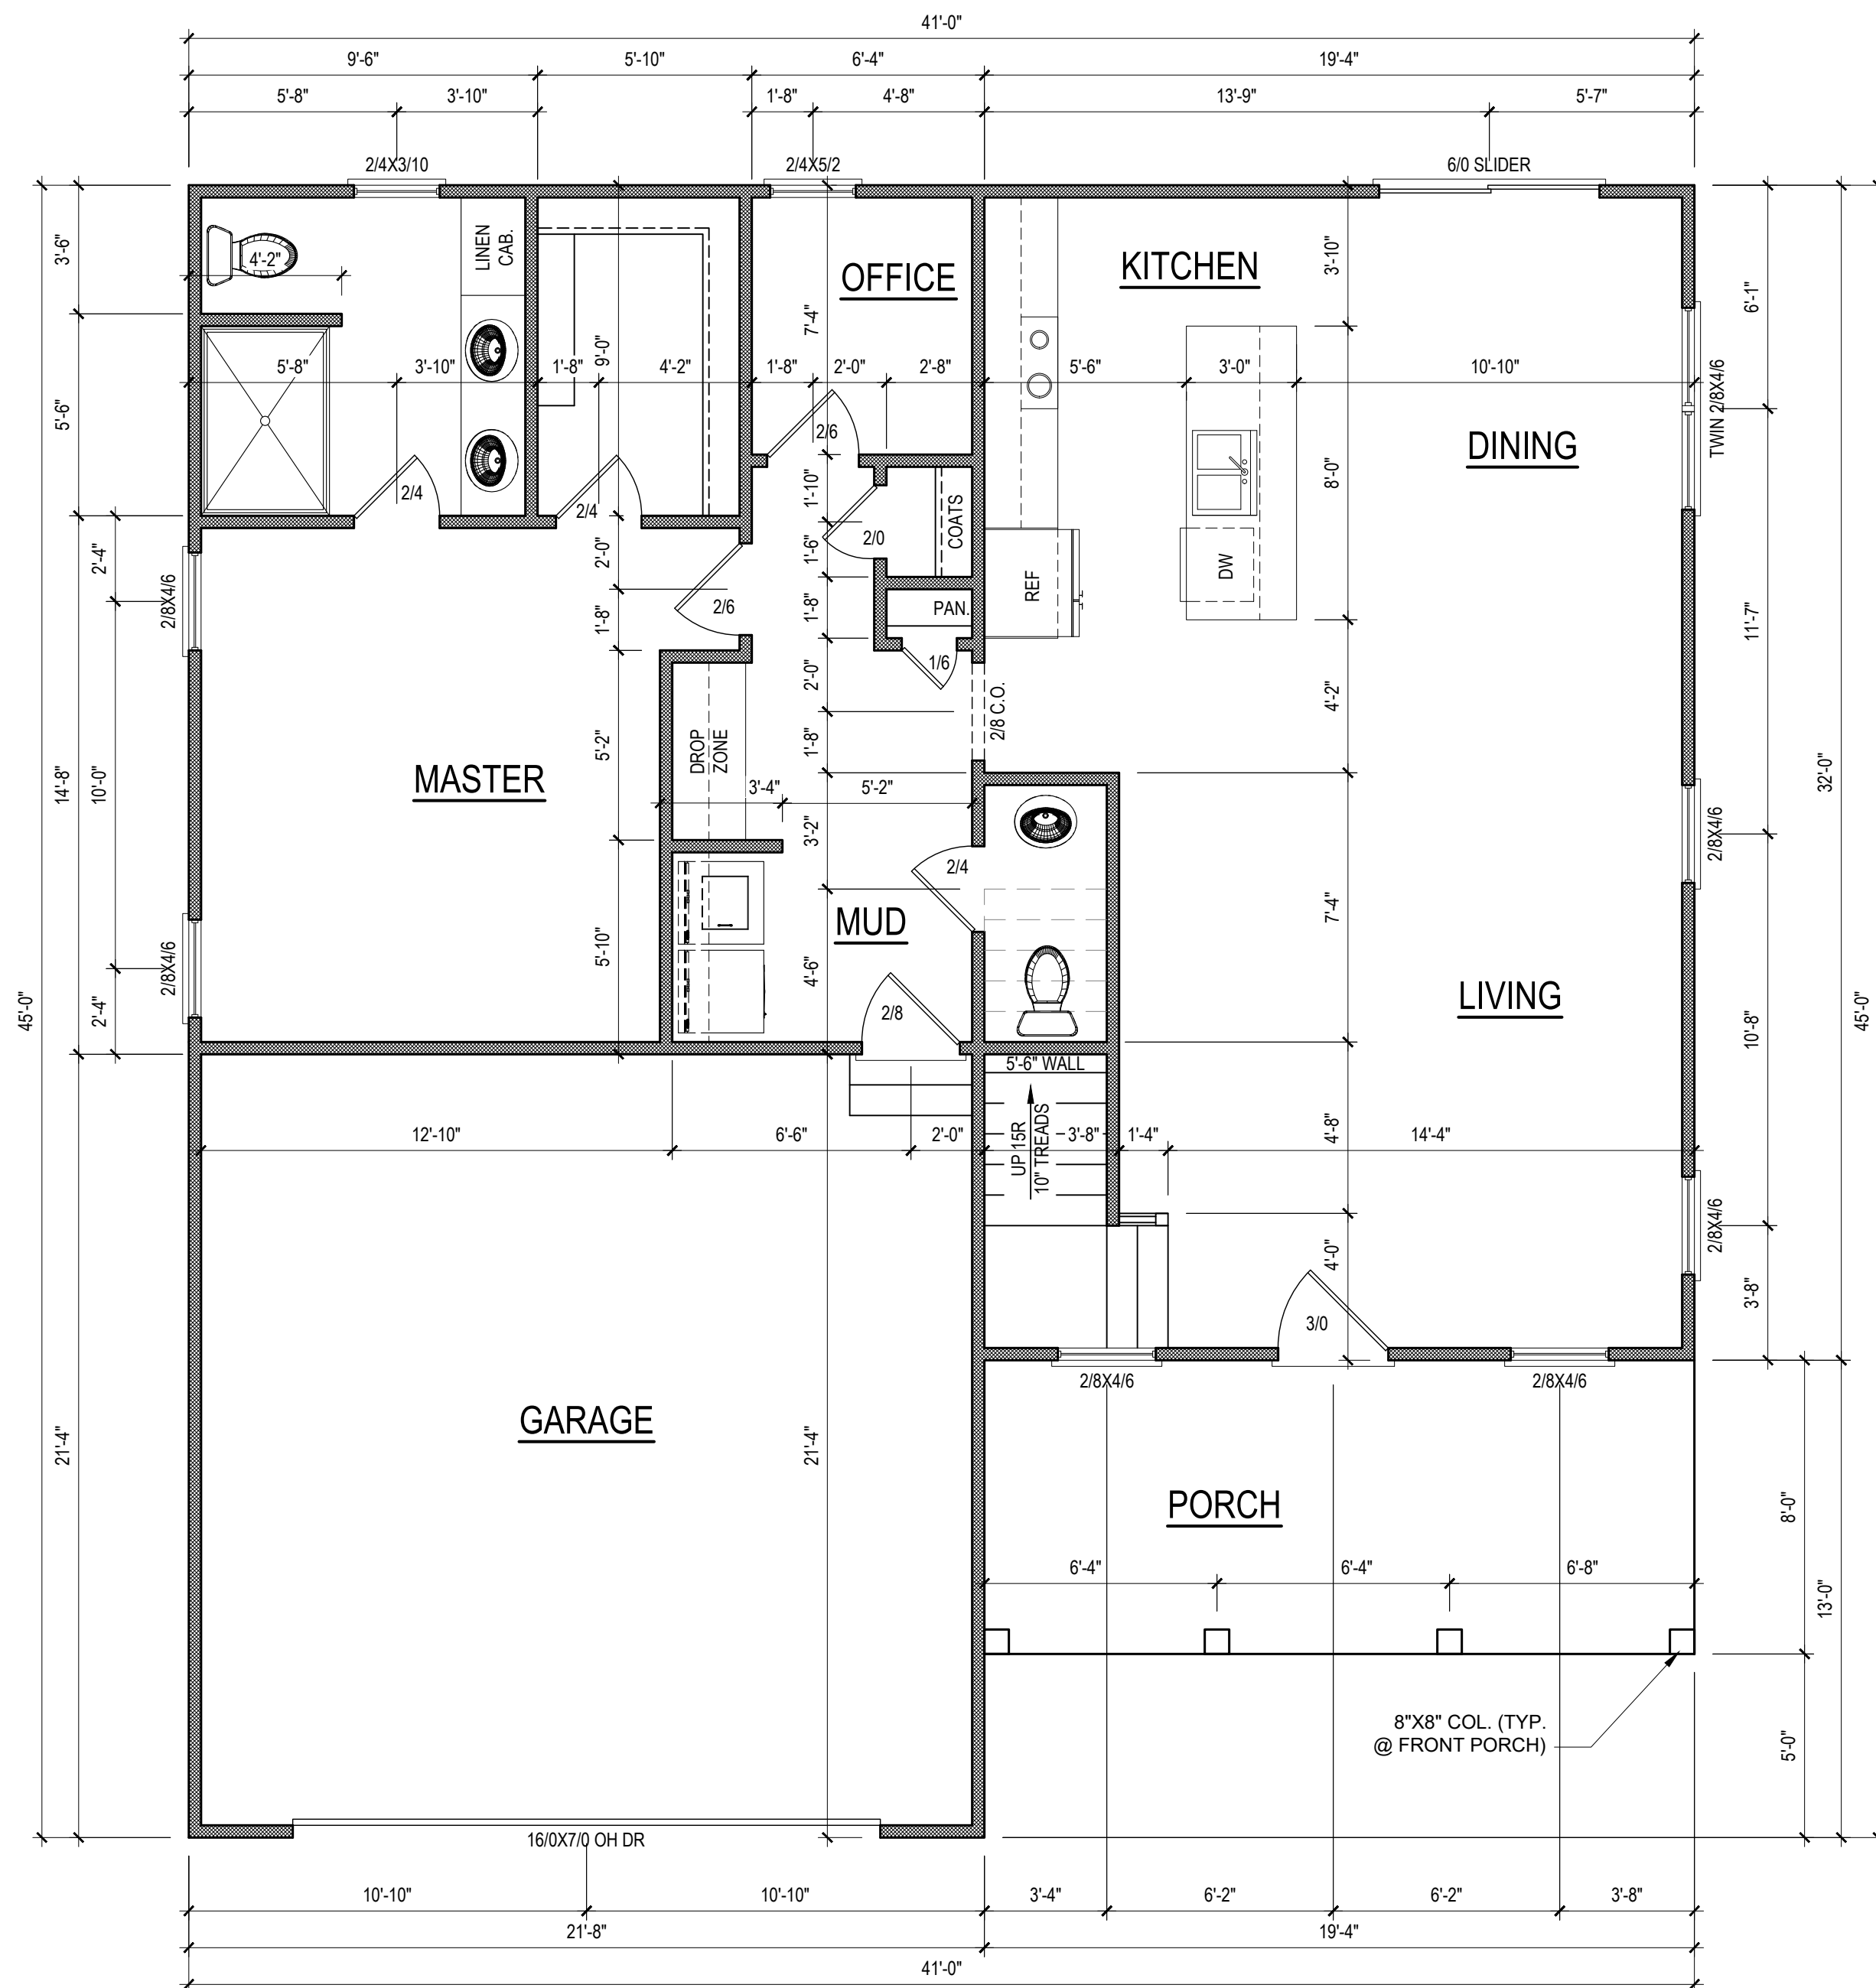 41'-0"
9'-6" 5'-10" 6'-4" 19'-4"
5'-8" 3'-10" 1'-8" 4'-8" 13'-9" 5'-7"
2/4X3/10 2/4X5/2 6/0 SLIDER
3'-6"
4'-2"
LINEN
CAB.
OFFICE
KITCHEN
3'-10"
6'-1"
7'-4"
9'-0"
5'-6"
5'-8" 3'-10" 1'-8" 4'-2" 1'-8" 2'-0" 2'-8" 5'-6" 3'-0" 10'-10"
TWIN 2/8X4/6
2/6
DINING
8'-0"
2/4
2/4
1'-10"
COATS
2/0
1'-6"
2'-4"
2'-0"
DW
REF
2/8X4/6
2/6
1'-8"
1'-8"
PAN.
11'-7"
1/6
2'-0"
4'-2"
2/8 C.O.
DROP
ZONE
5'-2"
1'-8"
MASTER
14'-8"
10'-0"
32'-0"
3'-4" 5'-2"
3'-2"
2/8X4/6
2/4
7'-4"
MUD
5'-10"
4'-6"
2/8X4/6
LIVING
2/8
2'-4"
45'-0"
45'-0"
10'-8"
5'-6" WALL
12'-10" 6'-6" 2'-0" 3'-8" 1'-4" 14'-4"
4'-8"
UP 15R
10" TREADS
2/8X4/6
4'-0"
3'-8"
3/0
2/8X4/6 2/8X4/6
GARAGE
21'-4"
21'-4"
PORCH
8'-0"
6'-4" 6'-4" 6'-8"
13'-0"
8"X8" COL. (TYP.
@ FRONT PORCH)
5'-0"
16/0X7/0 OH DR
10'-10" 10'-10" 3'-4" 6'-2" 6'-2" 3'-8"
21'-8" 19'-4"
41'-0"